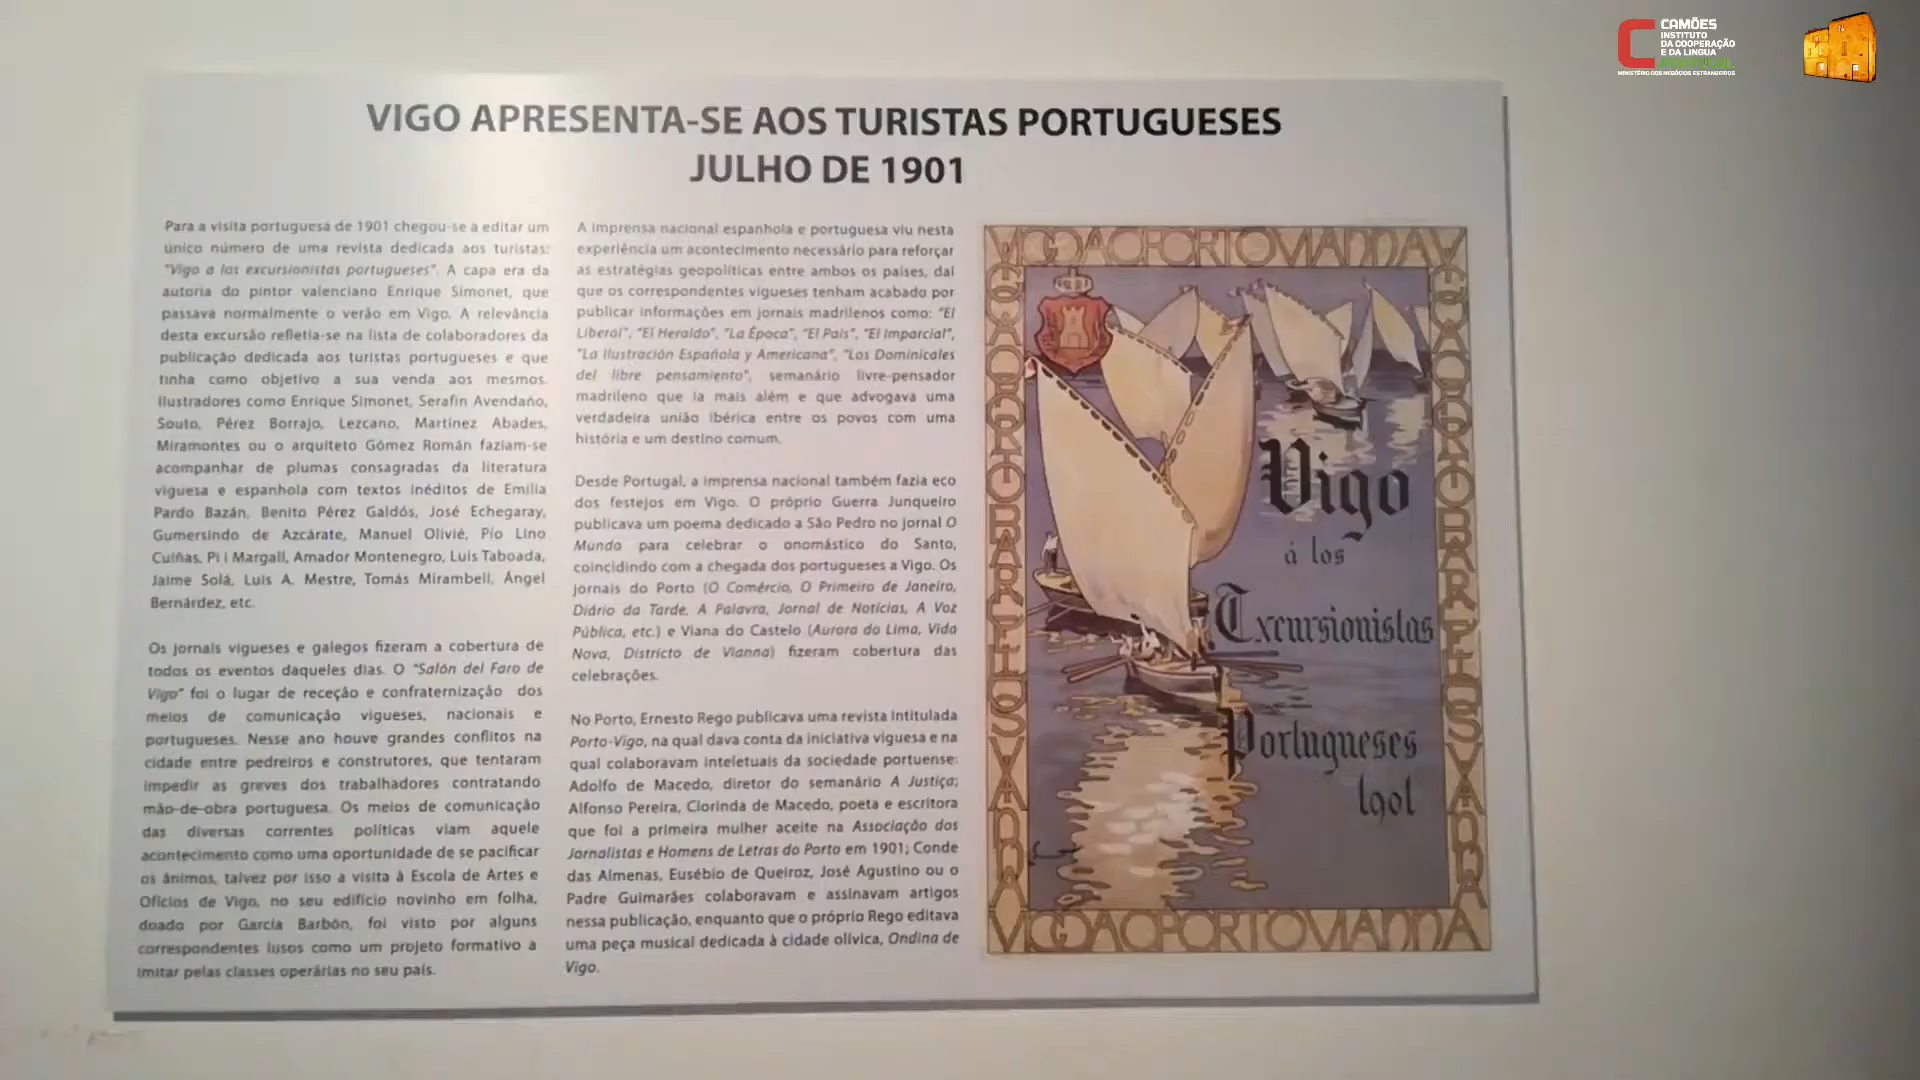 CAMÕES
INSTITUTO
DA COOPERAÇÃO
E DA LÍNGUA
PORTUGAL
MINISTÉRIO DOS NEGÓCIOS ESTRANGEIROS
VIGO APRESENTA-SE AOS TURISTAS PORTUGUESES
JULHO DE 1901
Para a visita portuguesa de 1901 chegou-se a editar um
único número de uma revista dedicada aos turistas:
"Vigo a los excursionistas portugueses". A capa era da
autoria do pintor valenciano Enrique Simonet, que
passava normalmente o verão em Vigo. A relevância
desta excursão refletia-se na lista de colaboradores da
publicação dedicada aos turistas portugueses e que
tinha como objetivo a sua venda aos mesmos.
Ilustradores como Enrique Simonet, Serafin Avendaño,
Souto, Pérez Borrajo, Lezcano, Martínez Abades,
Miramontes ou o arquiteto Gómez Román faziam-se
acompanhar de plumas consagradas da literatura
viguesa e espanhola com textos inéditos de Emilia
Pardo Bazán, Benito Pérez Galdós, José Echegaray,
Gumersindo de Azcárate, Manuel Olivié, Pío Lino
Cuíñas, Pi i Margall, Amador Montenegro, Luis Taboada,
Jaime Solá, Luis A. Mestre, Tomás Mirambell, Ángel
Bernárdez, etc.
Os jornais vigueses e galegos fizeram a cobertura de
todos os eventos daqueles dias. O "Salón del Faro de
Vigo" foi o lugar de receção e confraternização dos
meios de comunicação vigueses, nacionais e
portugueses. Nesse ano houve grandes conflitos na
cidade entre pedreiros e construtores, que tentaram
impedir as greves dos trabalhadores contratando
mão-de-obra portuguesa. Os meios de comunicação
das diversas correntes políticas viam aquele
acontecimento como uma oportunidade de se pacificar
os ânimos, talvez por isso a visita à Escola de Artes e
Ofícios de Vigo, no seu edifício novinho em folha,
doado por García Barbón, foi visto por alguns
correspondentes lusos como um projeto formativo a
imitar pelas classes operárias no seu país.
A imprensa nacional espanhola e portuguesa viu nesta
experiência um acontecimento necessário para reforçar
as estratégias geopolíticas entre ambos os países, daí
que os correspondentes vigueses tenham acabado por
publicar informações em jornais madrilenos como: "El
Liberal", "El Heraldo", "La Época", "El País", "El Imparcial",
"La Ilustración Española y Americana", "Los Dominicales
del libre pensamiento", semanário livre-pensador
madrileno que ia mais além e que advogava uma
verdadeira união ibérica entre os povos com uma
história e um destino comum.
Desde Portugal, a imprensa nacional também fazia eco
dos festejos em Vigo. O próprio Guerra Junqueiro
publicava um poema dedicado a São Pedro no jornal O
Mundo para celebrar o onomástico do Santo,
coincidindo com a chegada dos portugueses a Vigo. Os
jornais do Porto (O Comércio, O Primeiro de Janeiro,
Diário da Tarde, A Palavra, Jornal de Notícias, A Voz
Pública, etc.) e Viana do Castelo (Aurora do Lima, Vida
Nova, Districto de Vianna) fizeram cobertura das
celebrações.
No Porto, Ernesto Rego publicava uma revista intitulada
Porto-Vigo, na qual dava conta da iniciativa viguesa e na
qual colaboravam inteletuais da sociedade portuense:
Adolfo de Macedo, diretor do semanário A Justiça;
Alfonso Pereira, Clorinda de Macedo, poeta e escritora
que foi a primeira mulher aceite na Associação dos
Jornalistas e Homens de Letras do Porto em 1901; Conde
das Almenas, Eusébio de Queiroz, José Agustino ou o
Padre Guimarães colaboravam e assinavam artigos
nessa publicação, enquanto que o próprio Rego editava
uma peça musical dedicada à cidade olívica, Ondina de
Vigo.
Vigo
á los
Excursionistas
Portugueses
1901